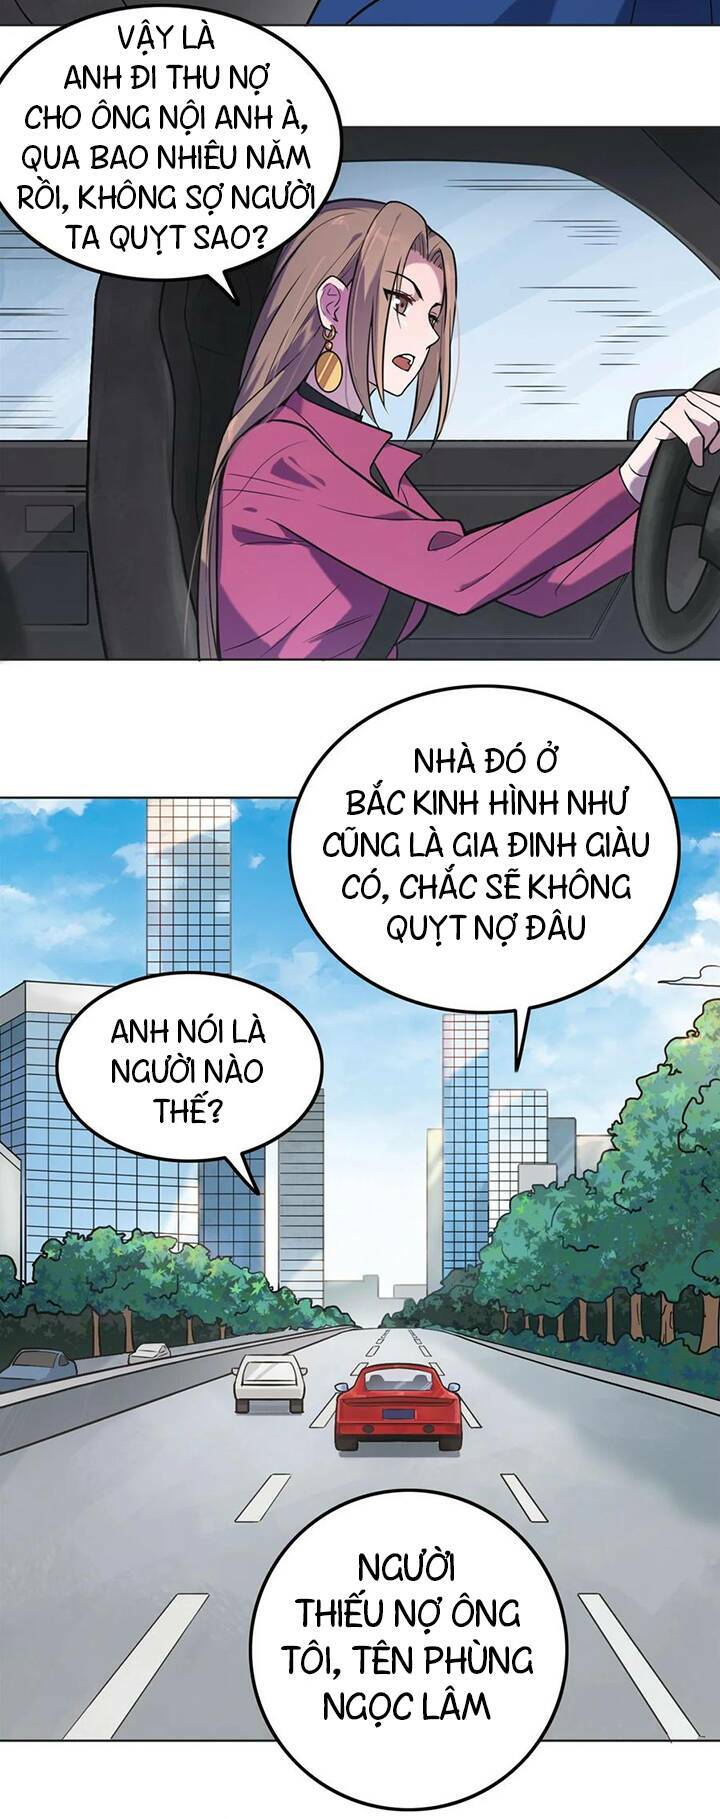 VẬY LÀ
ANH ĐI THU NỢ
CHO ÔNG NỘI ANH À,
QUA BAO NHIÊU NĂM
RỒI, KHÔNG SỢ NGƯỜI
TA QUỴT SAO?
NHÀ ĐÓ Ở
BẮC KINH HÌNH NHƯ
CŨNG LÀ GIA ĐINH GIÀU
CÓ, CHẮC SẼ KHÔNG
QUỴT NỢ ĐÂU
ANH NÓI LÀ
NGƯỜI NÀO
THẾ?
NGƯỜI
THIẾU NỢ ÔNG
TÔI, TÊN PHÙNG
NGỌC LÂM